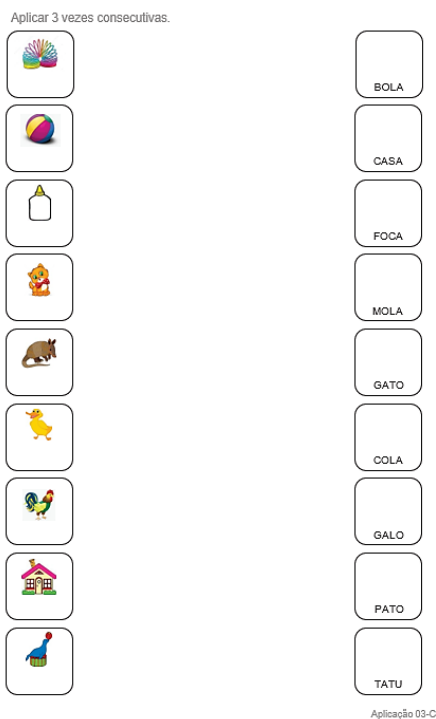 Aplicar 3 vezes consecutivas.
BOLA
CASA
FOCA
MOLA
GATO
COLA
GALO
PATO
TATU
Aplicação 03-C